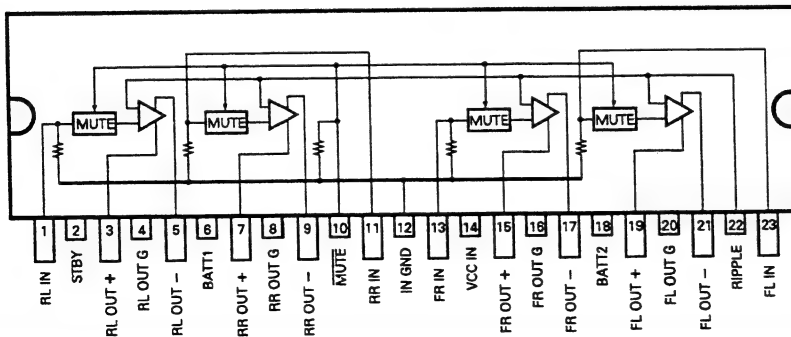 MUTE MUTE MUTE MUTE
1 2 3 4 5 6 7 8 9 10 11 12 13 14 15 16 17 18 19 20 21 22 23
RL IN
STBY
RL OUT +
RL OUT G
RL OUT –
BATT1
RR OUT +
RR OUT G
RR OUT –
MUTE
RR IN
IN GND
FR IN
VCC IN
FR OUT +
FR OUT G
FR OUT –
BATT2
FL OUT +
FL OUT G
FL OUT –
RIPPLE
FL IN